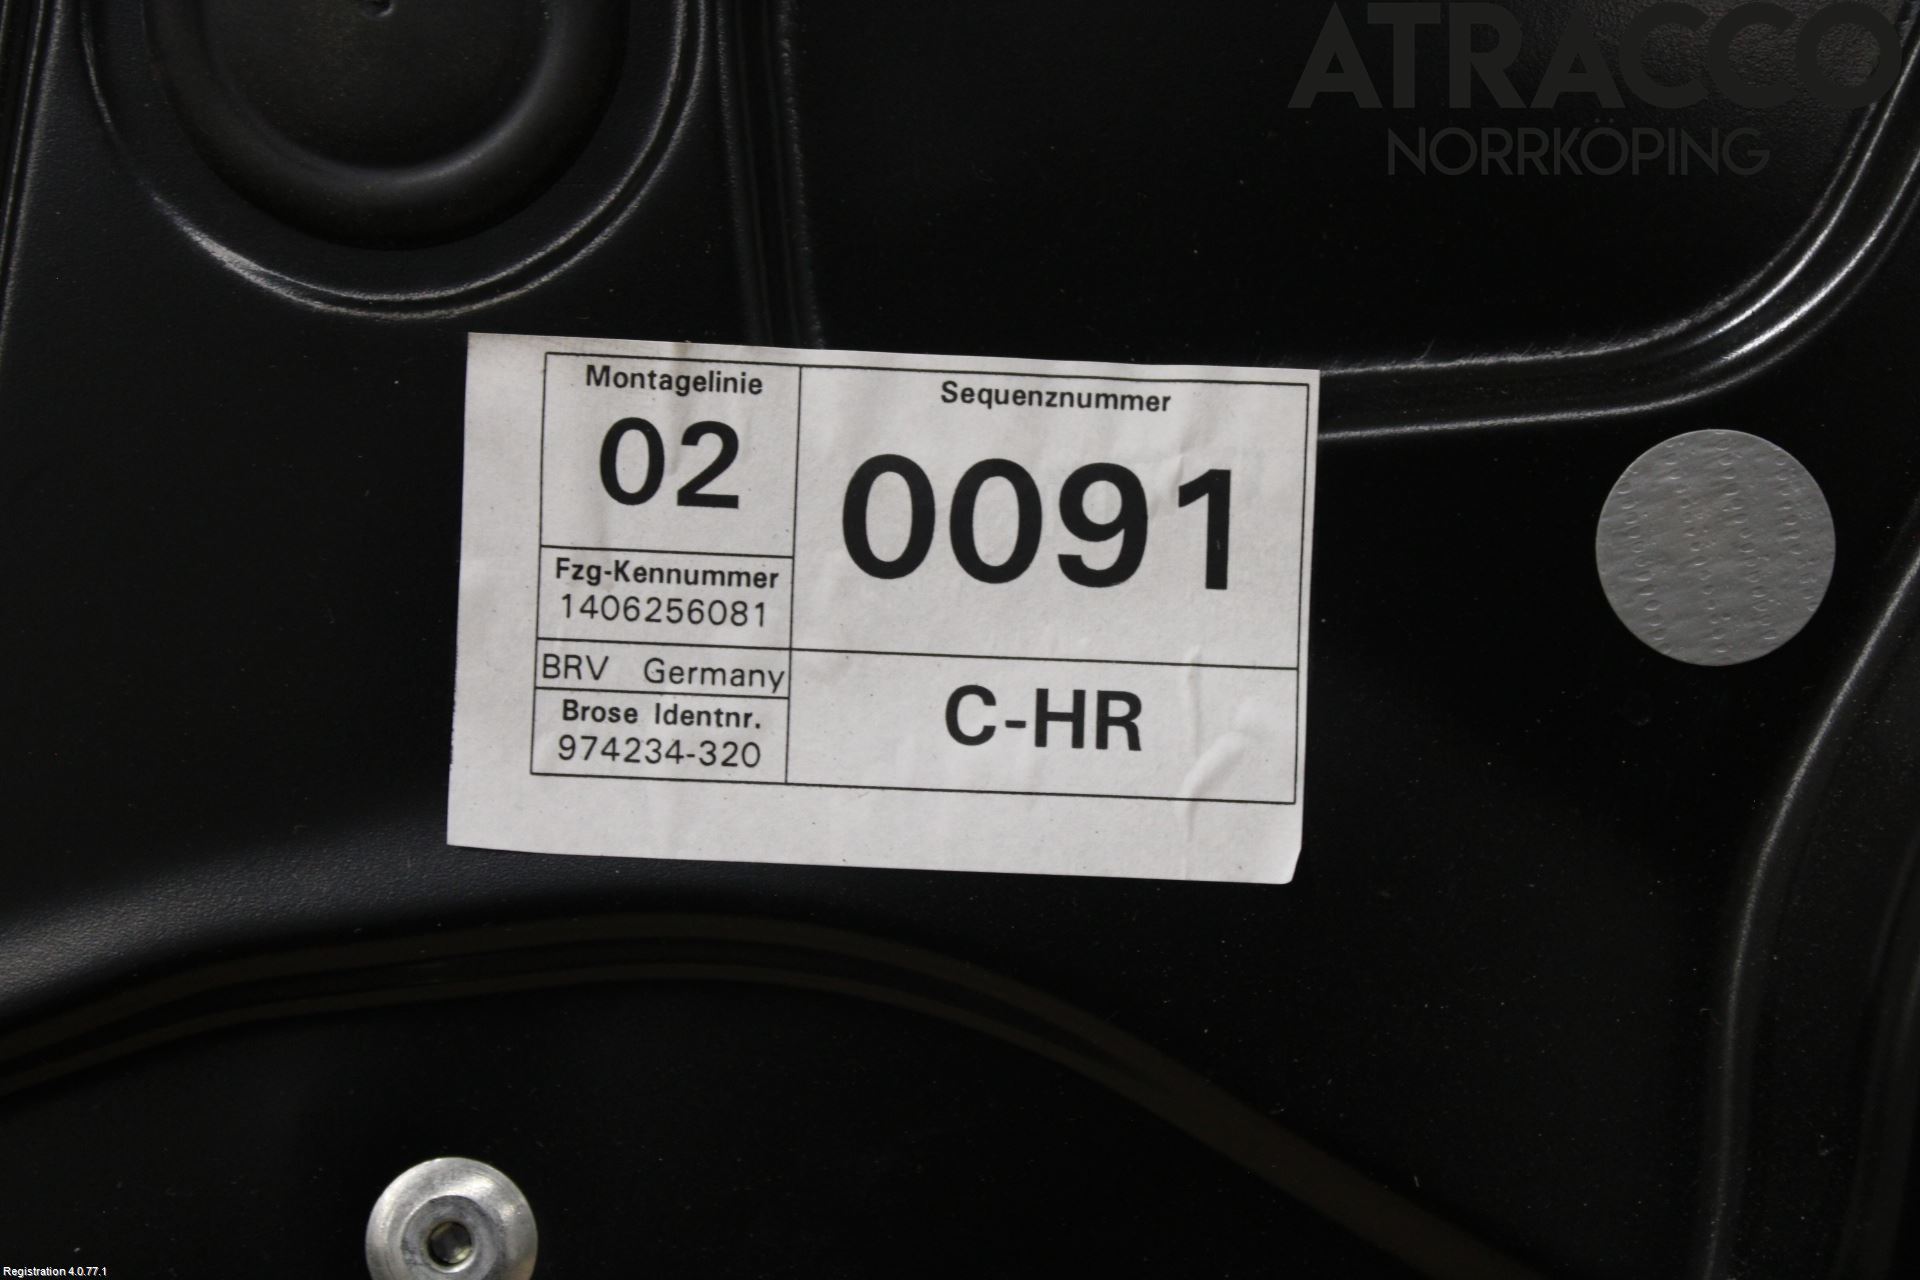 ATRACCO
NORRKÖPING
Montagelinie
02
Sequenznummer
0091
Fzg-Kennummer
1406256081
BRV Germany
Brose Identnr.
974234-320
C-HR
Registration 4.0.77.1